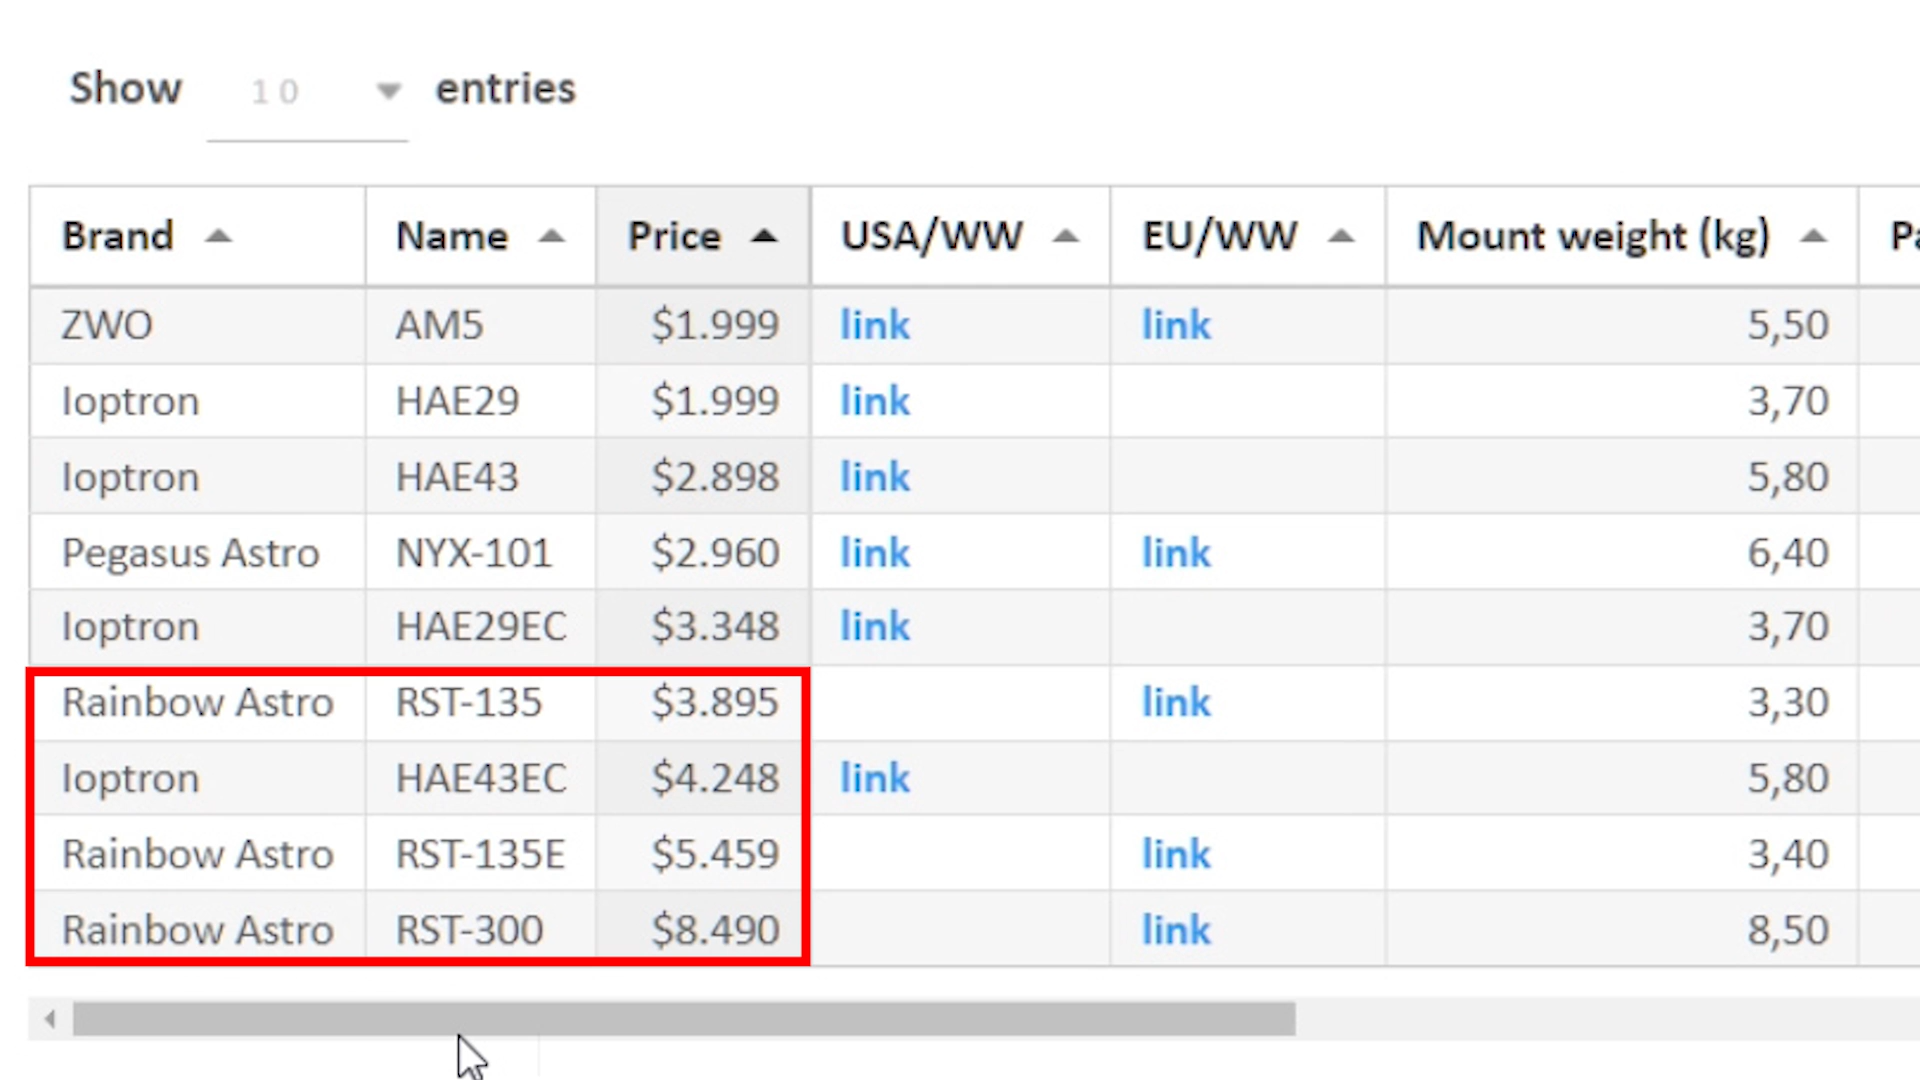 Show 10 entries
Brand Name Price USA/WW EU/WW Mount weight (kg)
ZWO AM5 $1.999 link link 5,50
Ioptron HAE29 $1.999 link 3,70
Ioptron HAE43 $2.898 link 5,80
Pegasus Astro NYX-101 $2.960 link link 6,40
Ioptron HAE29EC $3.348 link 3,70
Rainbow Astro RST-135 $3.895 link 3,30
Ioptron HAE43EC $4.248 link 5,80
Rainbow Astro RST-135E $5.459 link 3,40
Rainbow Astro RST-300 $8.490 link 8,50